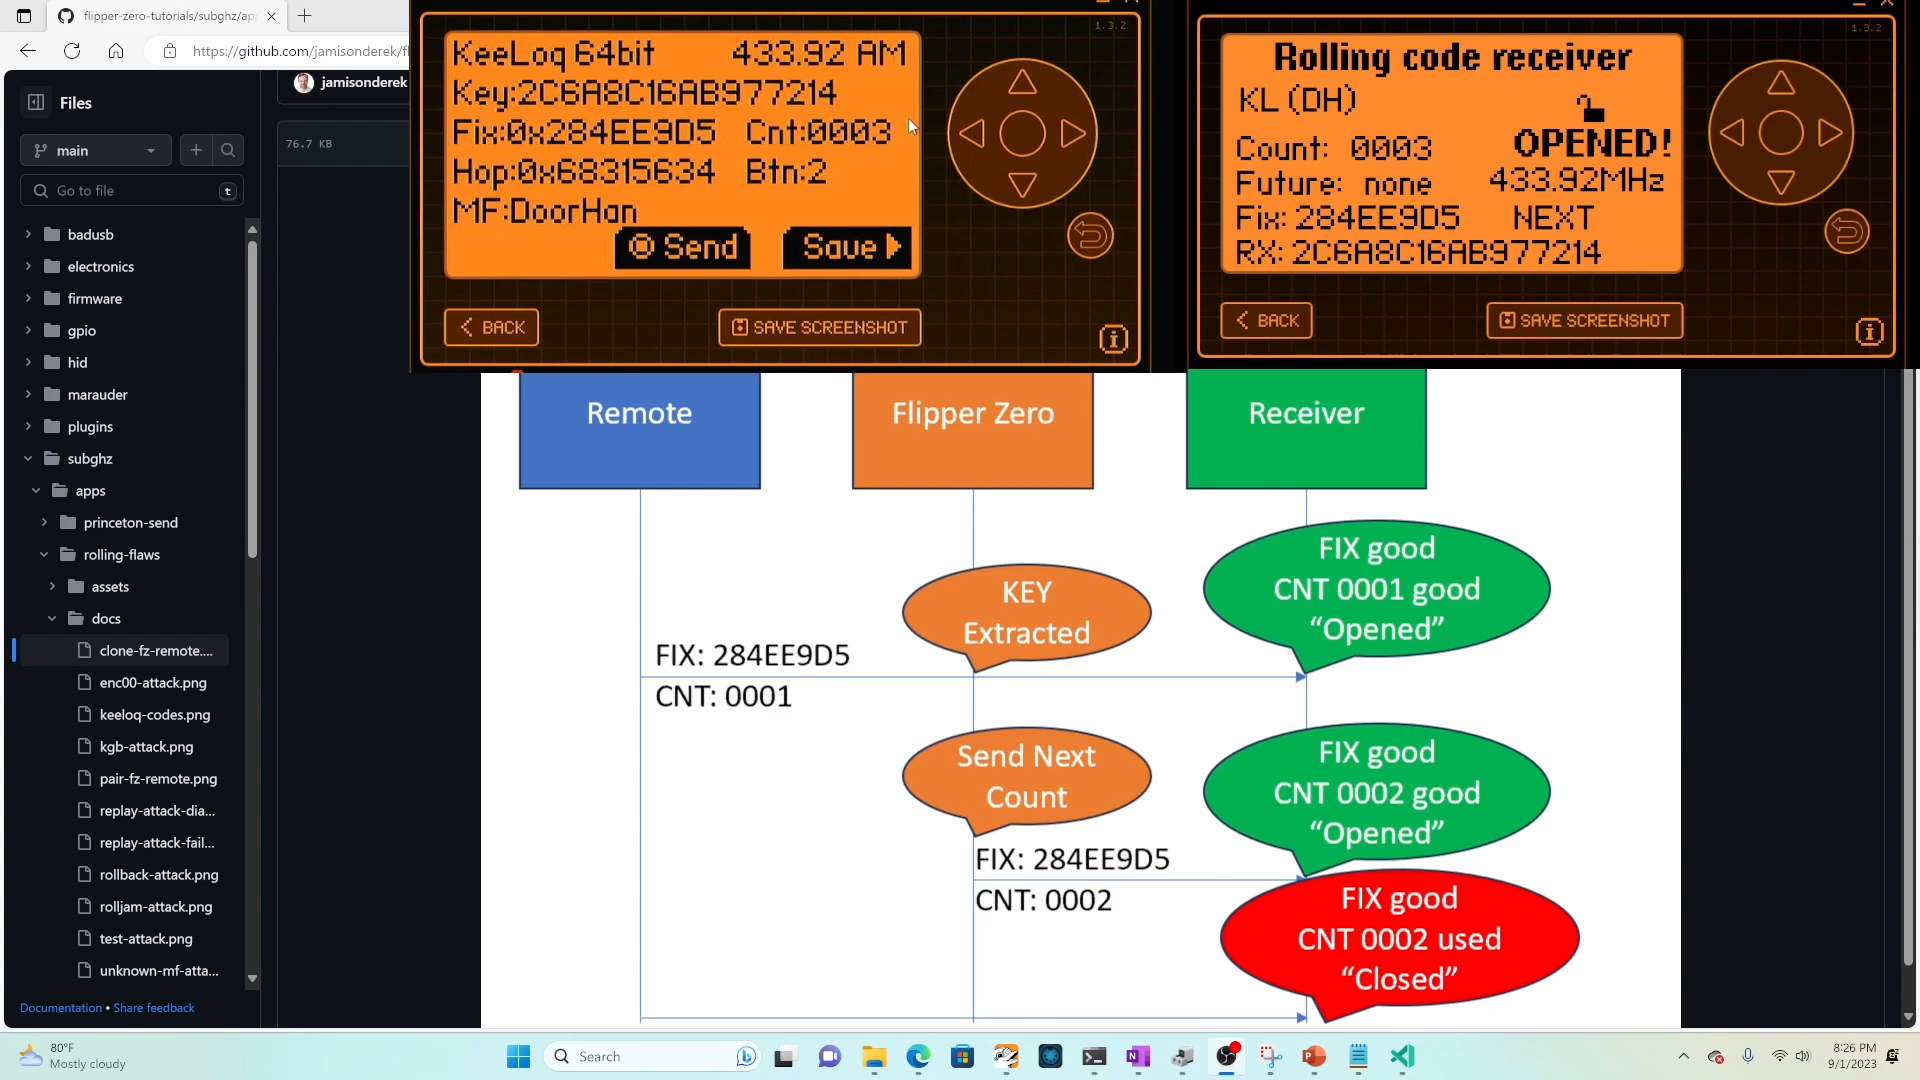 flipper-zero-tutorials/subghz/ap
https://github.com/jamisonderek/fl
Files
main
Go to file
t
badusb
electronics
firmware
gpio
hid
marauder
plugins
subghz
apps
princeton-send
rolling-flaws
assets
docs
clone-fz-remote....
enc00-attack.png
keeloq-codes.png
kgb-attack.png
pair-fz-remote.png
replay-attack-dia...
replay-attack-fail...
rollback-attack.png
rolljam-attack.png
test-attack.png
unknown-mf-atta...
Documentation • Share feedback
jamisonderek
76.7 KB
1.3.2
KeeLoq 64bit 433.92 AM
Key:2C6A8C16AB977214
Fix:0x284EE9D5 Cnt:0003
Hop:0x68315634 Btn:2
MF:DoorHan
Send Save
BACK SAVE SCREENSHOT
1.3.2
Rolling code receiver
KL (DH)
OPENED!
Count: 0003
Future: none 433.92MHz
Fix: 284EE9D5 NEXT
RX: 2C6A8C16AB977214
BACK SAVE SCREENSHOT
Remote
Flipper Zero
Receiver
KEY
Extracted
FIX good
CNT 0001 good
“Opened”
FIX: 284EE9D5
CNT: 0001
Send Next
Count
FIX good
CNT 0002 good
“Opened”
FIX: 284EE9D5
CNT: 0002
FIX good
CNT 0002 used
“Closed”
80°F
Mostly cloudy
Search
8:26 PM
9/1/2023